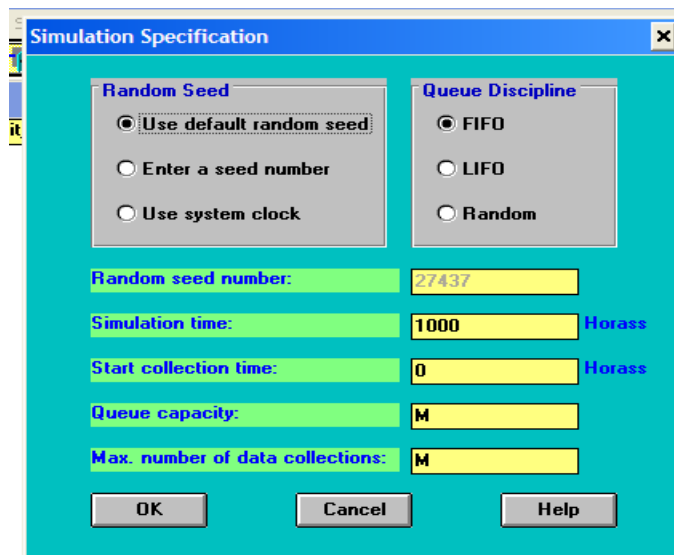 Simulation Specification
Random Seed
Use default random seed
Enter a seed number
Use system clock
Queue Discipline
FIFO
LIFO
Random
Random seed number: 27437
Simulation time: 1000 Horass
Start collection time: 0 Horass
Queue capacity: M
Max. number of data collections: M
OK Cancel Help